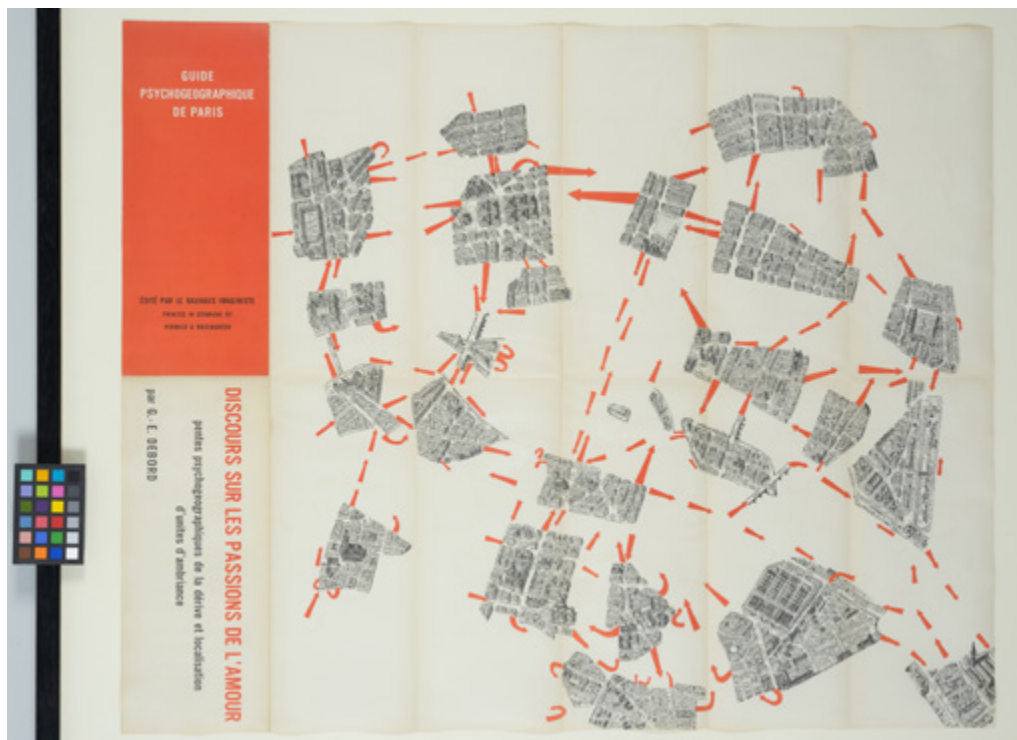 GUIDE
PSYCHOGEOGRAPHIQUE
DE PARIS
ÉDITÉ PAR LE BAUHAUS IMAGINISTE
PRINTED IN DENMARK BY
PERMILD & ROSENGREEN
DISCOURS SUR LES PASSIONS DE L'AMOUR
pentes psychogeographiques de la dérive et localisation
d'unités d'ambiance
par G.-E. DEBORD